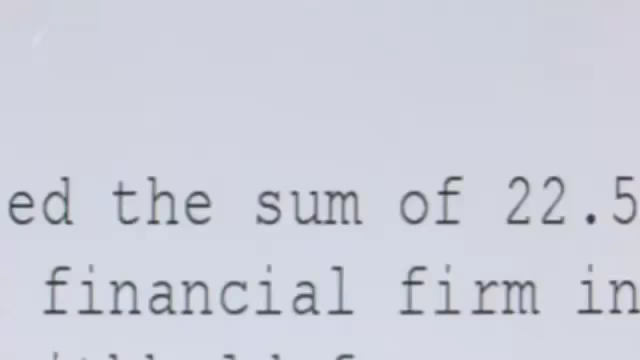 ed the sum of 22.5
financial firm in